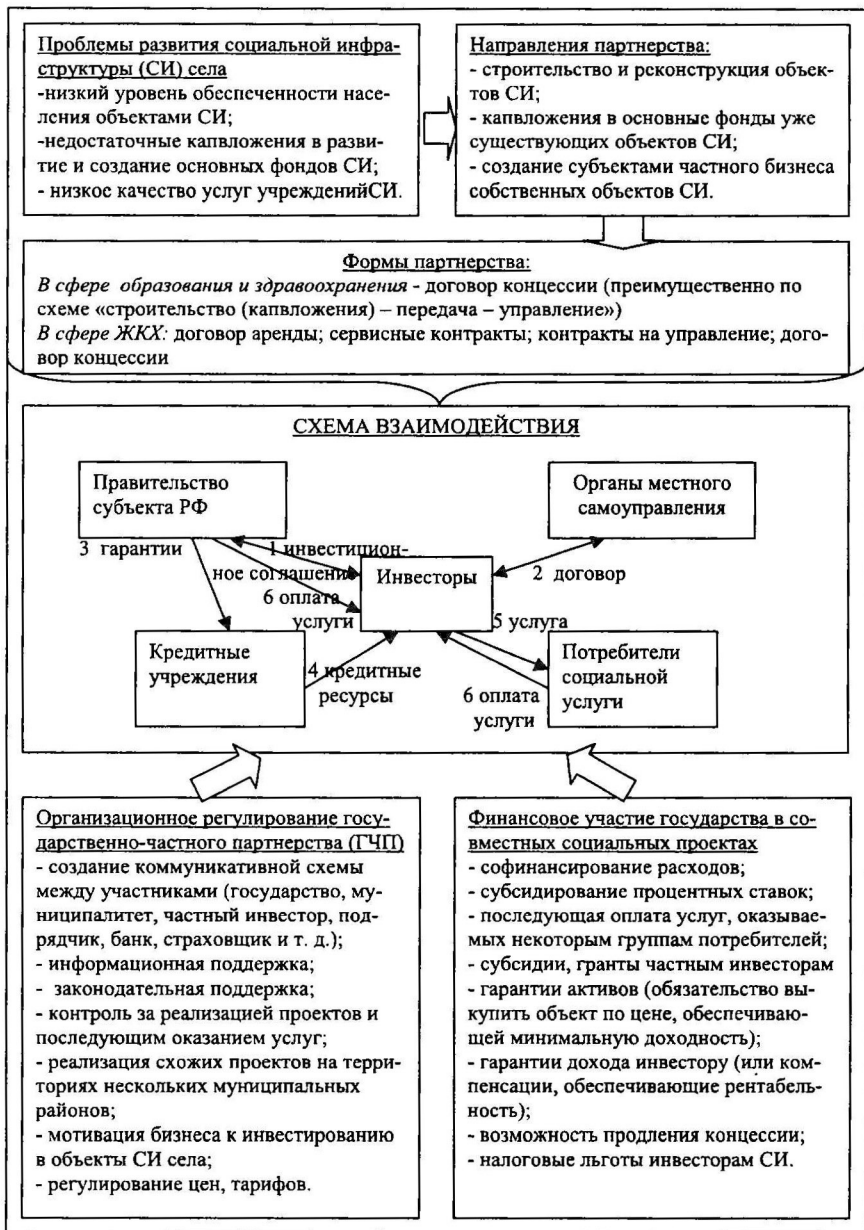 Проблемы развития социальной инфра-
структуры (СИ) села
-низкий уровень обеспеченности насе-
ления объектами СИ;
-недостаточные капвложения в разви-
тие и создание основных фондов СИ;
- низкое качество услуг учрежденийСИ.
Направления партнерства:
- строительство и реконструкция объек-
тов СИ;
- капвложения в основные фонды уже
существующих объектов СИ;
- создание субъектами частного бизнеса
собственных объектов СИ.
Формы партнерства:
В сфере образования и здравоохранения - договор концессии (преимущественно по
схеме «строительство (капвложения) – передача – управление»)
В сфере ЖКХ: договор аренды; сервисные контракты; контракты на управление; дого-
вор концессии
СХЕМА ВЗАИМОДЕЙСТВИЯ
Правительство
субъекта РФ
Органы местного
самоуправления
3 гарантии
1 инвестицион-
ное соглашение
Инвесторы
2 договор
6 оплата
услуги
5 услуга
Кредитные
учреждения
4 кредитные
ресурсы
6 оплата
услуги
Потребители
социальной
услуги
Организационное регулирование госу-
дарственно-частного партнерства (ГЧП)
- создание коммуникативной схемы
между участниками (государство, му-
ниципалитет, частный инвестор, под-
рядчик, банк, страховщик и т. д.);
- информационная поддержка;
- законодательная поддержка;
- контроль за реализацией проектов и
последующим оказанием услуг;
- реализация схожих проектов на терри-
ториях нескольких муниципальных
районов;
- мотивация бизнеса к инвестированию
в объекты СИ села;
- регулирование цен, тарифов.
Финансовое участие государства в со-
вместных социальных проектах
- софинансирование расходов;
- субсидирование процентных ставок;
- последующая оплата услуг, оказывае-
мых некоторым группам потребителей;
- субсидии, гранты частным инвесторам
- гарантии активов (обязательство вы-
купить объект по цене, обеспечиваю-
щей минимальную доходность);
- гарантии дохода инвестору (или ком-
пенсации, обеспечивающие рентабель-
ность);
- возможность продления концессии;
- налоговые льготы инвесторам СИ.